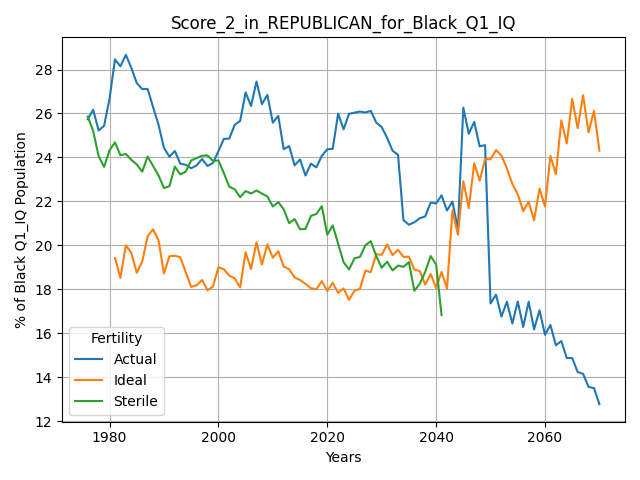 Score_2_in_REPUBLICAN_for_Black_Q1_IQ
% of Black Q1_IQ Population
28
26
24
22
20
18
16
14
12
Fertility
Actual
Ideal
Sterile
1980
2000
2020
2040
2060
Years